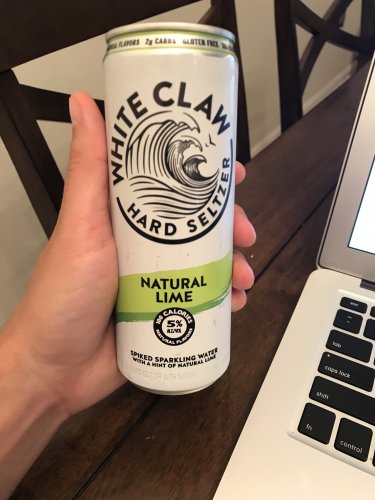 NATURAL FLAVORS · 2g CARBS · GLUTEN FREE
WHITE CLAW
HARD SELTZER
NATURAL
LIME
100 CALORIES
5%
ALC/VOL
NATURAL FLAVORS
SPIKED SPARKLING WATER
WITH A HINT OF NATURAL LIME
esc
tab
caps lock
shift
fn
control
Q
A
Z